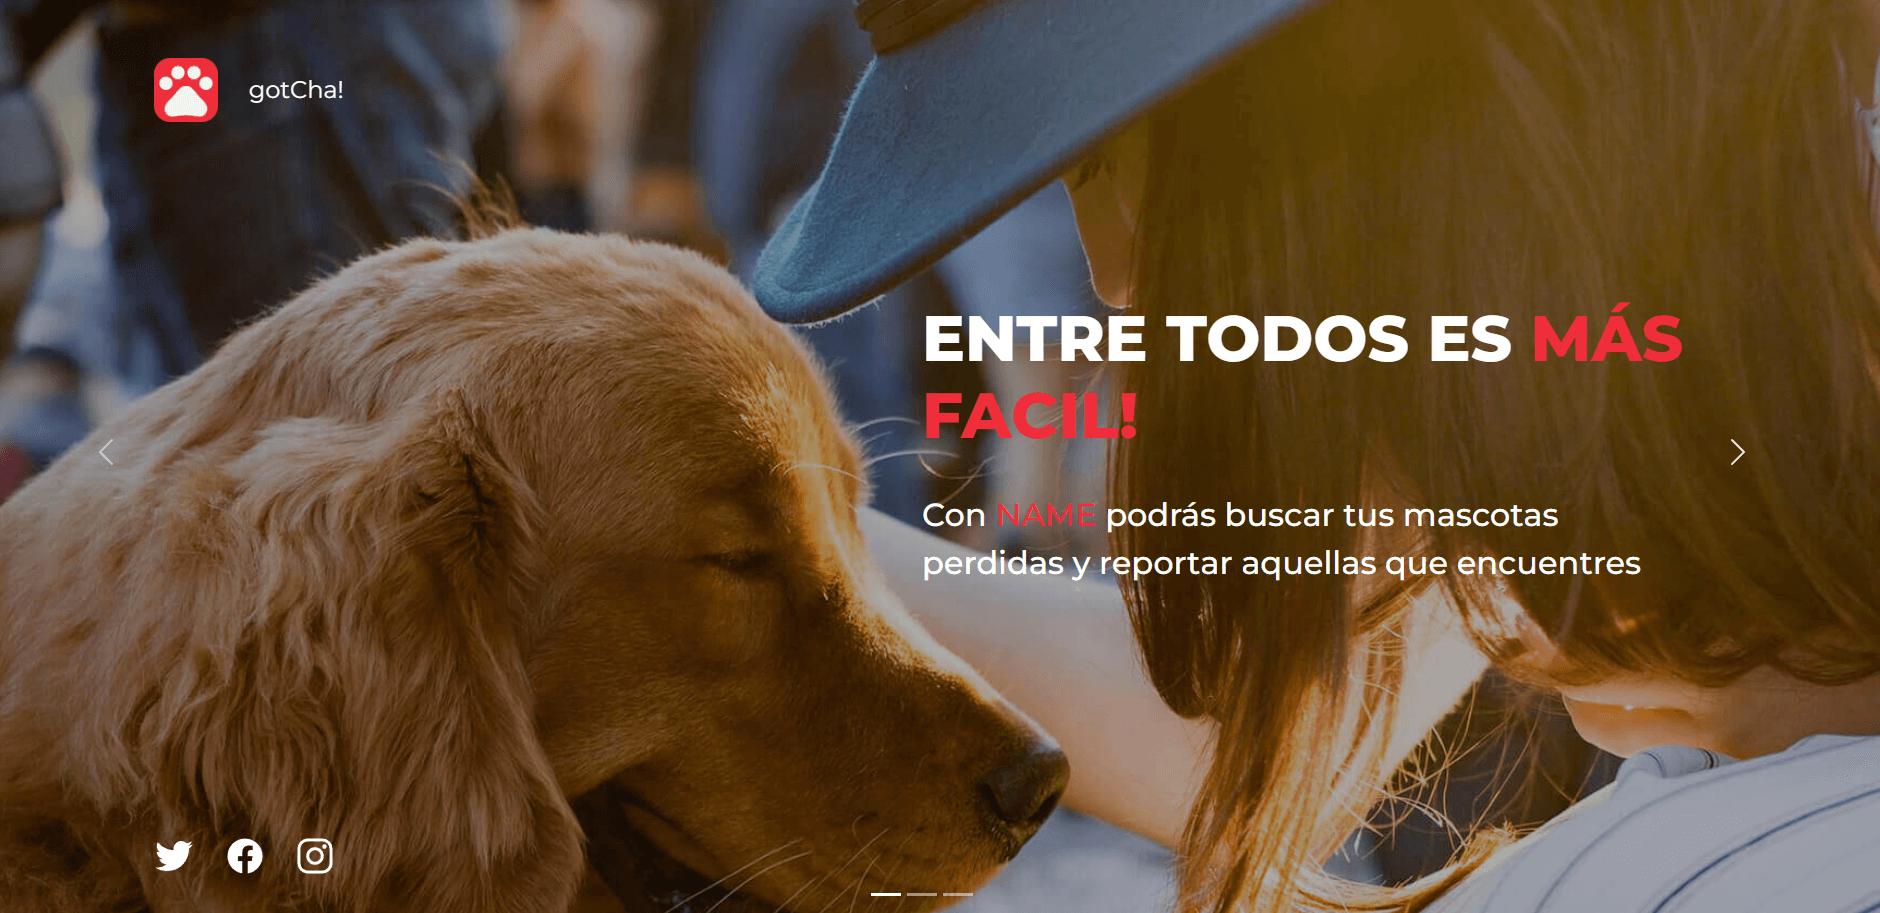 gotCha!
ENTRE TODOS ES MÁS
FACIL!
Con NAME podrás buscar tus mascotas
perdidas y reportar aquellas que encuentres